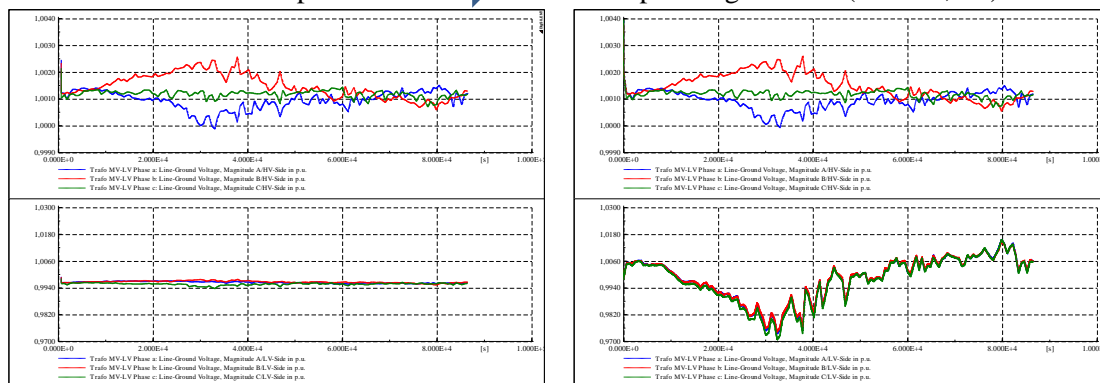 1,0040
1,0030
1,0020
1,0010
1,0000
0,9990
0.000E+0 2.000E+4 4.000E+4 6.000E+4 8.000E+4 [s]
Trafo MV-LV Phase a: Line-Ground Voltage, Magnitude A/HV-Side in p.u.
Trafo MV-LV Phase b: Line-Ground Voltage, Magnitude B/HV-Side in p.u.
Trafo MV-LV Phase c: Line-Ground Voltage, Magnitude C/HV-Side in p.u.
1,0300
1,0180
1,0060
0,9940
0,9820
0,9700
0.000E+0 2.000E+4 4.000E+4 6.000E+4 8.000E+4 [s]
Trafo MV-LV Phase a: Line-Ground Voltage, Magnitude A/LV-Side in p.u.
Trafo MV-LV Phase b: Line-Ground Voltage, Magnitude B/LV-Side in p.u.
Trafo MV-LV Phase c: Line-Ground Voltage, Magnitude C/LV-Side in p.u.
1,0040
1,0030
1,0020
1,0010
1,0000
0,9990
0.000E+0 2.000E+4 4.000E+4 6.000E+4 8.000E+4 [s]
Trafo MV-LV Phase a: Line-Ground Voltage, Magnitude A/HV-Side in p.u.
Trafo MV-LV Phase b: Line-Ground Voltage, Magnitude B/HV-Side in p.u.
Trafo MV-LV Phase c: Line-Ground Voltage, Magnitude C/HV-Side in p.u.
1,0300
1,0180
1,0060
0,9940
0,9820
0,9700
0.000E+0 2.000E+4 4.000E+4 6.000E+4 8.000E+4 [s]
Trafo MV-LV Phase a: Line-Ground Voltage, Magnitude A/LV-Side in p.u.
Trafo MV-LV Phase b: Line-Ground Voltage, Magnitude B/LV-Side in p.u.
Trafo MV-LV Phase c: Line-Ground Voltage, Magnitude C/LV-Side in p.u.